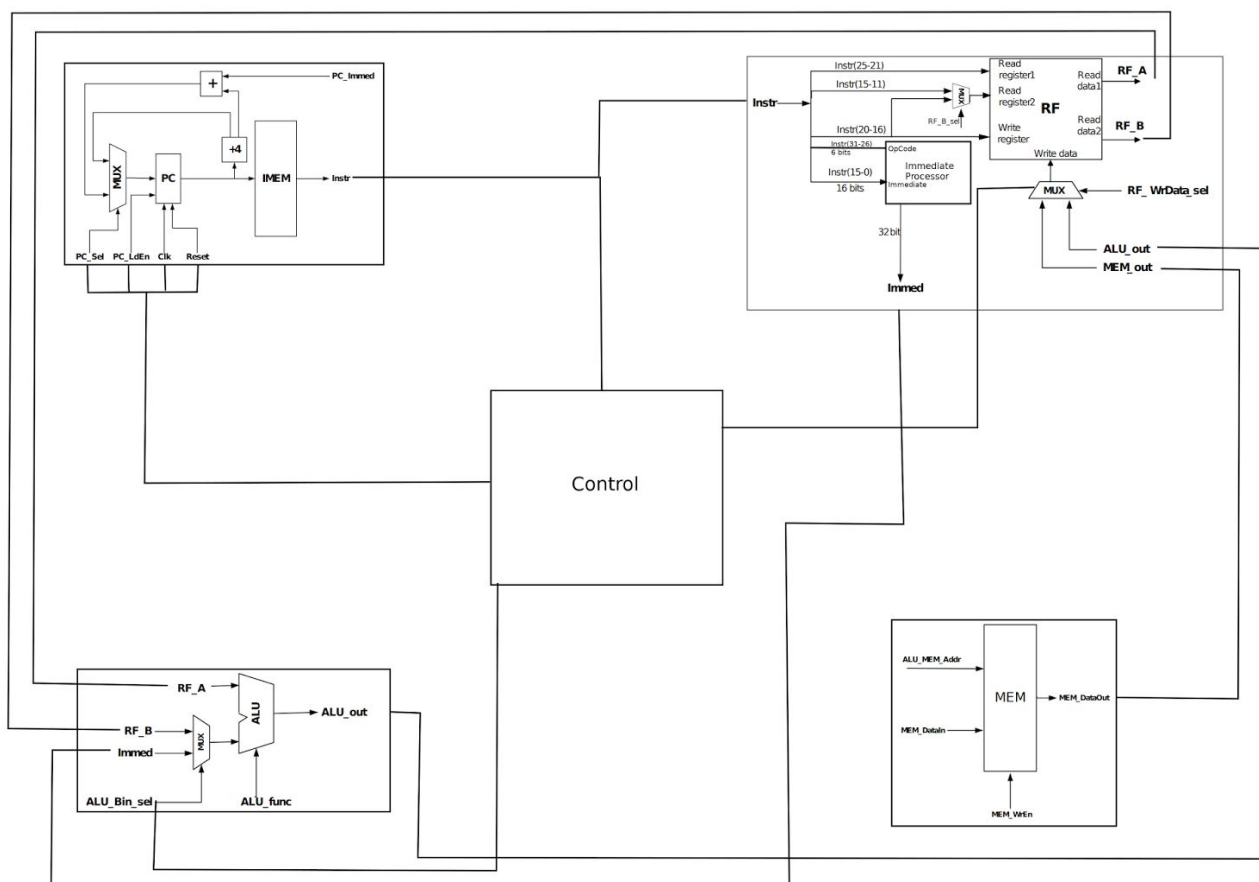 PC_Immed
+
+4
MUX
PC
IMEM
Instr
PC_Sel
PC_LdEn
Clk
Reset
Instr
Instr(25-21)
Instr(15-11)
MUX
RF_B_sel
Instr(20-16)
Instr(31-26)
6 bits
OpCode
Immediate
Processor
Instr(15-0)
Immediate
16 bits
32bit
Immed
Read
register1
Read
register2
Write
register
RF
Read
data1
Read
data2
Write data
RF_A
RF_B
MUX
RF_ WrData_sel
ALU_out
MEM_out
Control
RF_A
RF_B
Immed
MUX
ALU
ALU_out
ALU_Bin_sel
ALU_func
ALU_MEM_Addr
MEM
MEM_DataOut
MEM_DataIn
MEM_WrEn